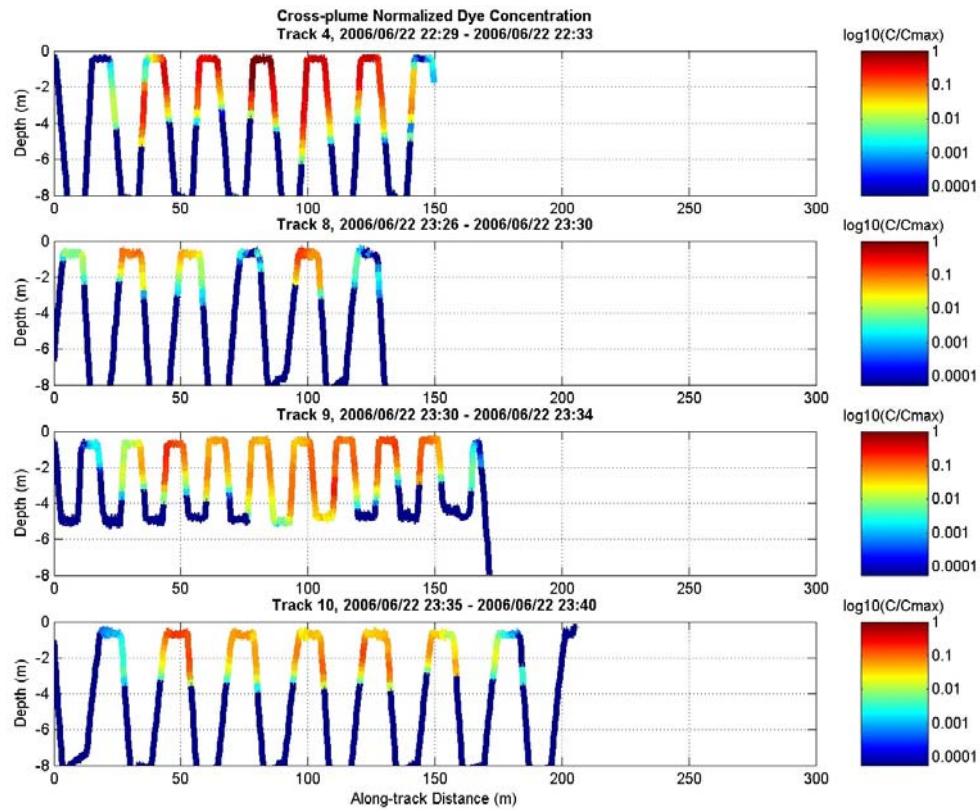 Cross-plume Normalized Dye Concentration
Track 4, 2006/06/22 22:29 - 2006/06/22 22:33
log10(C/Cmax)
0
-2
-4
-6
-8
Depth (m)
0 50 100 150 200 250 300
1
0.1
0.01
0.001
0.0001
Track 8, 2006/06/22 23:26 - 2006/06/22 23:30
log10(C/Cmax)
0
-2
-4
-6
-8
Depth (m)
0 50 100 150 200 250 300
1
0.1
0.01
0.001
0.0001
Track 9, 2006/06/22 23:30 - 2006/06/22 23:34
log10(C/Cmax)
0
-2
-4
-6
-8
Depth (m)
0 50 100 150 200 250 300
1
0.1
0.01
0.001
0.0001
Track 10, 2006/06/22 23:35 - 2006/06/22 23:40
log10(C/Cmax)
0
-2
-4
-6
-8
Depth (m)
0 50 100 150 200 250 300
Along-track Distance (m)
1
0.1
0.01
0.001
0.0001